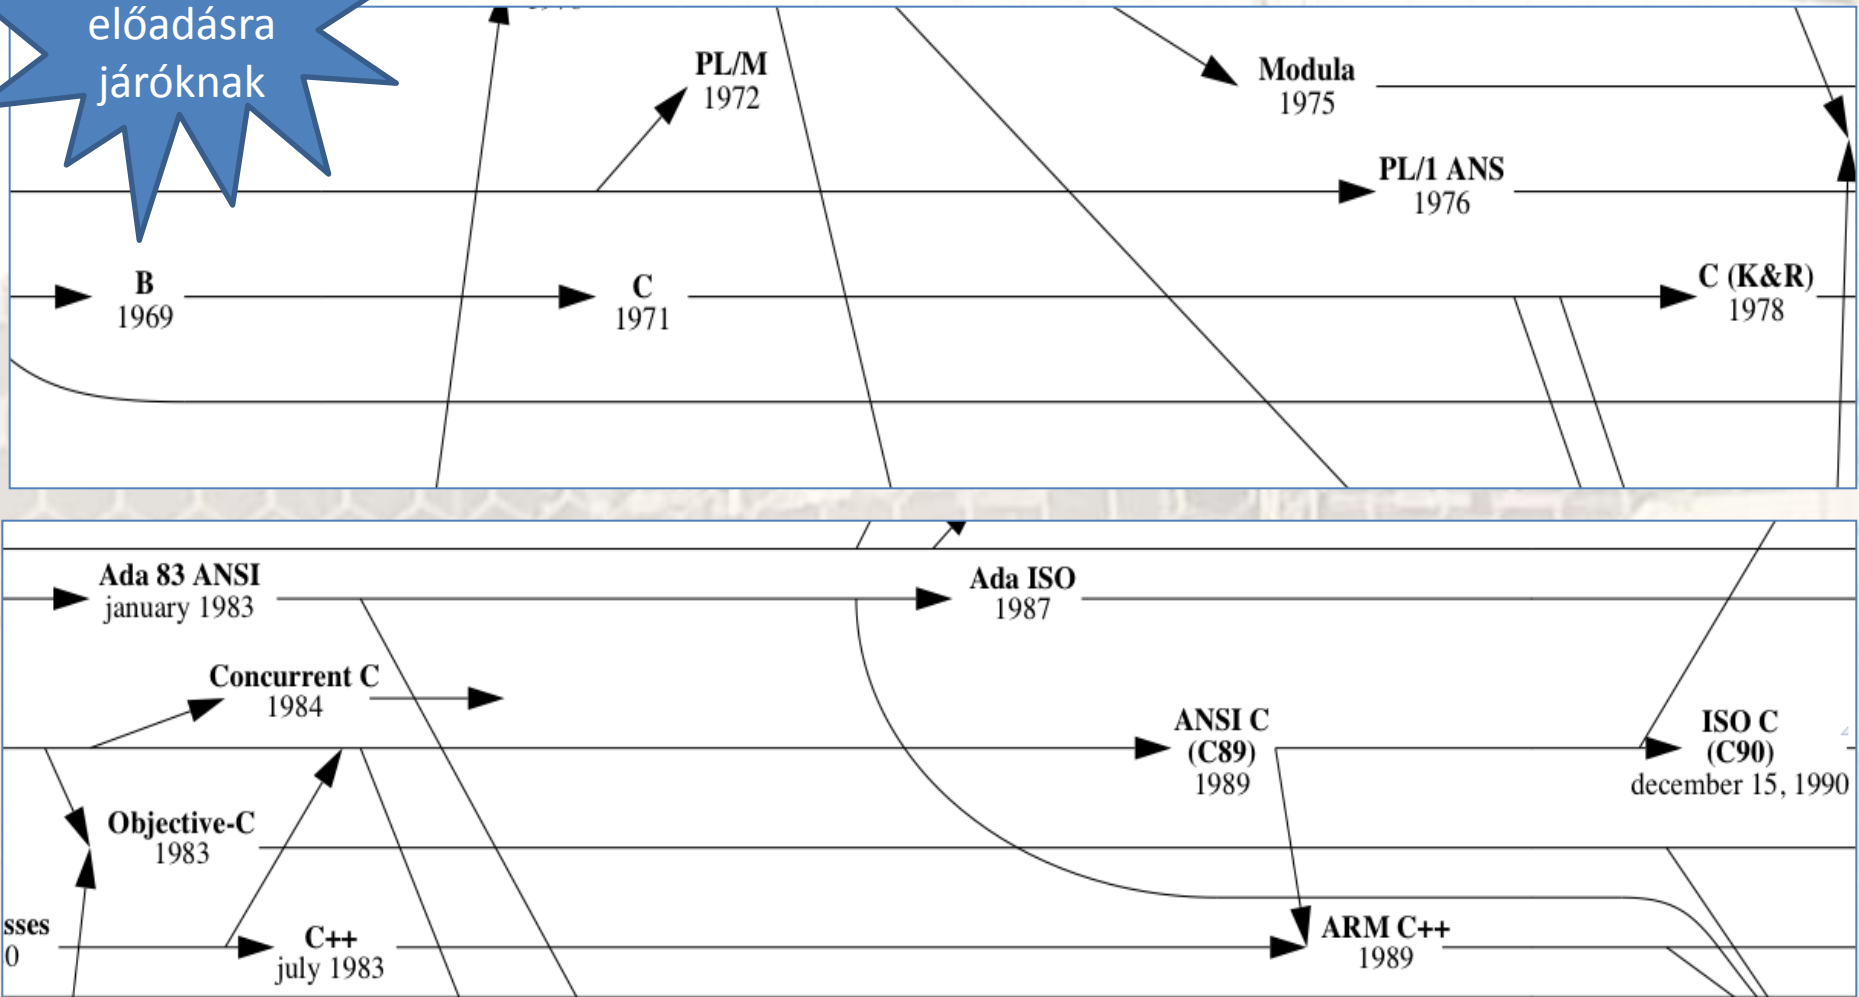 előadásra
járóknak
PL/M
1972
Modula
1975
PL/1 ANS
1976
B
1969
C
1971
C (K&R)
1978
Ada 83 ANSI
january 1983
Ada ISO
1987
Concurrent C
1984
ANSI C
(C89)
1989
ISO C
(C90)
december 15, 1990
Objective-C
1983
sses
0
C++
july 1983
ARM C++
1989